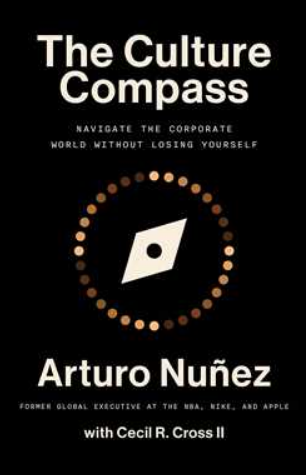 The Culture
Compass
NAVIGATE THE CORPORATE
WORLD WITHOUT LOSING YOURSELF
Arturo Nuñez
FORMER GLOBAL EXECUTIVE AT THE NBA, NIKE, AND APPLE
with Cecil R. Cross II